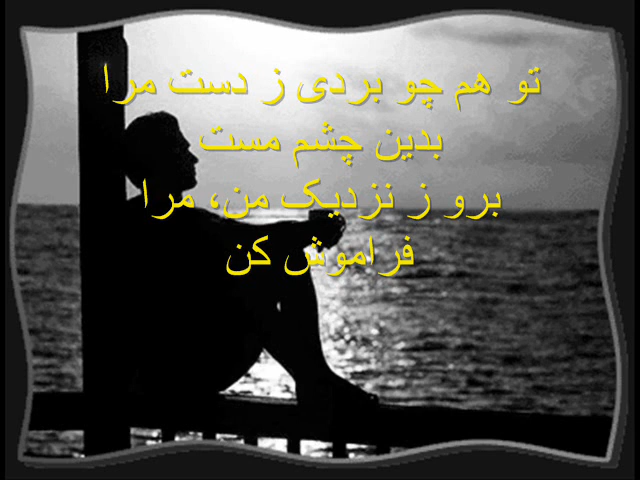 تو هم چو بردی ز دست مرا
بدین چشم مست
برو ز نزدیک من، مرا
فراموش کن